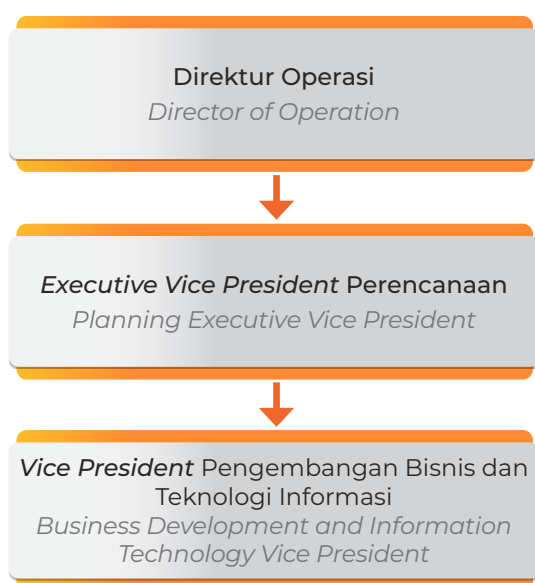 Direktur Operasi
Director of Operation
Executive Vice President Perencanaan
Planning Executive Vice President
Vice President Pengembangan Bisnis dan
Teknologi Informasi
Business Development and Information
Technology Vice President